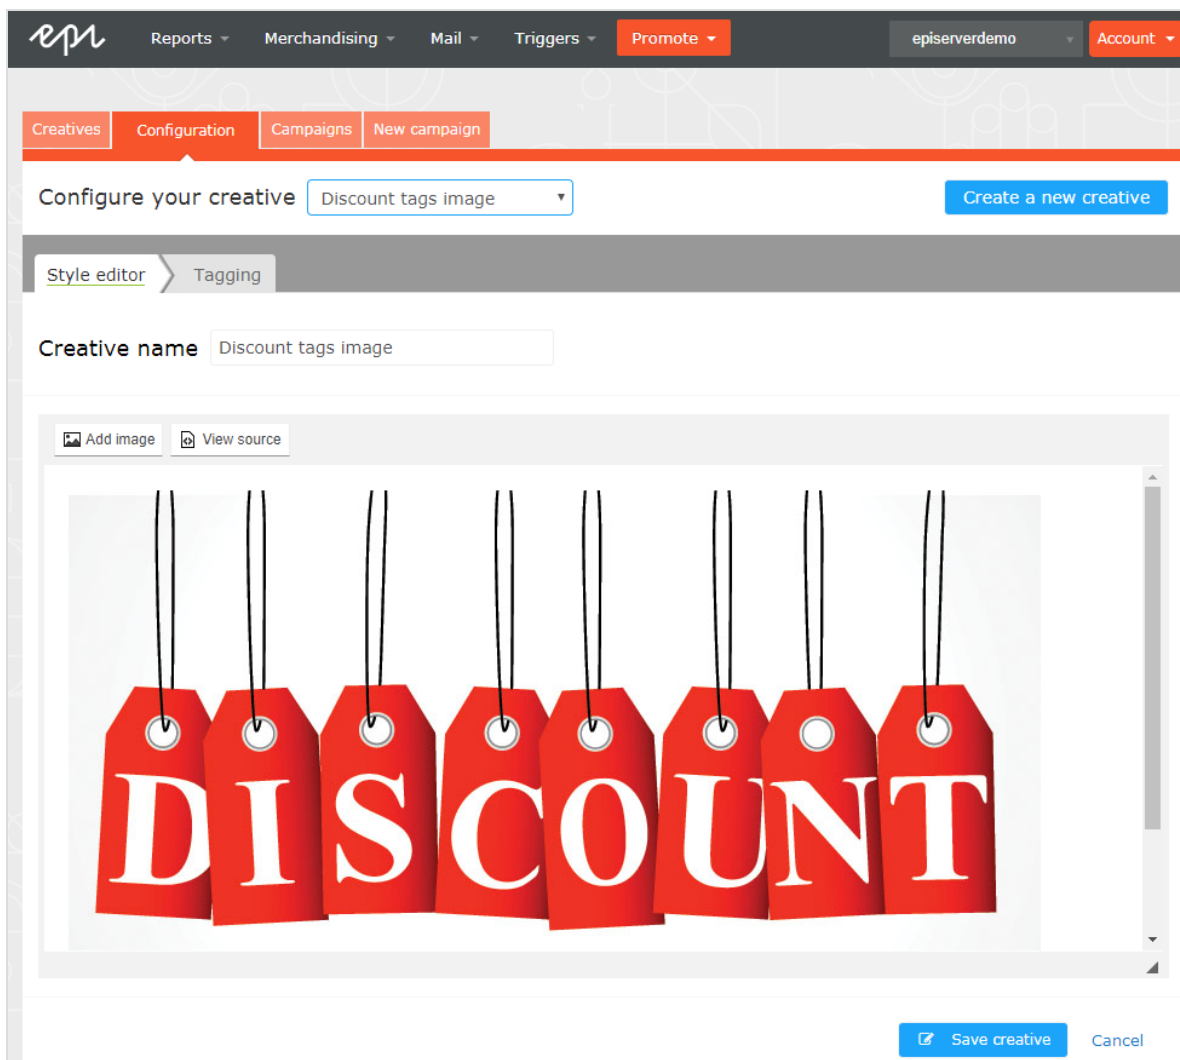 epi Reports Merchandising Mail Triggers Promote episerverdemo Account
Creatives Configuration Campaigns New campaign
Configure your creative Discount tags image Create a new creative
Style editor Tagging
Creative name Discount tags image
Add image View source
DISCOUNT
Save creative Cancel